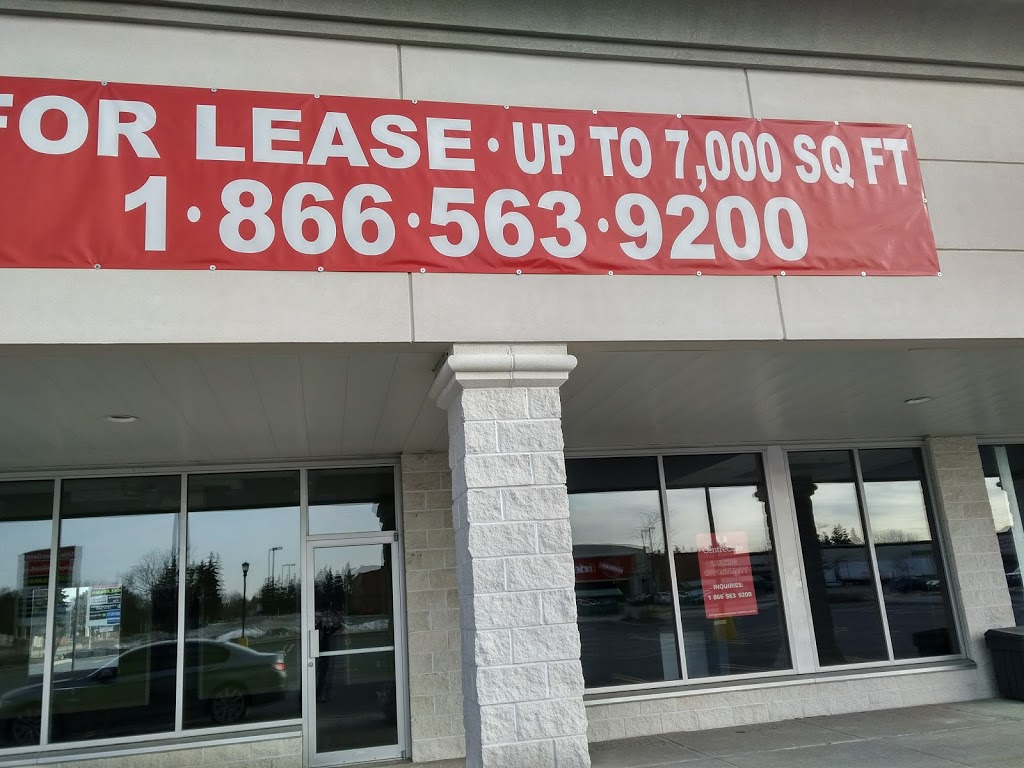 FOR LEASE · UP TO 7,000 SQ FT
1·866·563·9200
INQUIRIES:
1 866 563 9200